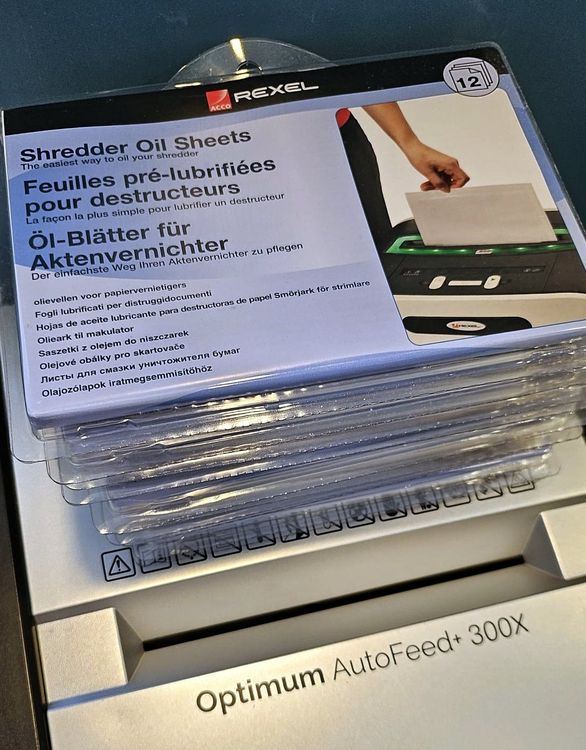 ACCO
REXEL
12
Shredder Oil Sheets
The easiest way to oil your shredder
Feuilles pré-lubrifiées
pour destructeurs
La façon la plus simple pour lubrifier un destructeur
Öl-Blätter für
Aktenvernichter
Der einfachste Weg Ihren Aktenvernichter zu pflegen
olievellen voor papiervernietigers
Fogli lubrificati per distruggidocumenti
Hojas de aceite lubricante para destructoras de papel Smörjark för strimlare
Olieark til makulator
Saszetki z olejem do niszczarek
Olejové obálky pro skartovače
Листы для смазки уничтожителя бумаг
Olajozólapok iratmegsemmisítőhöz
REXEL
Optimum AutoFeed+ 300X